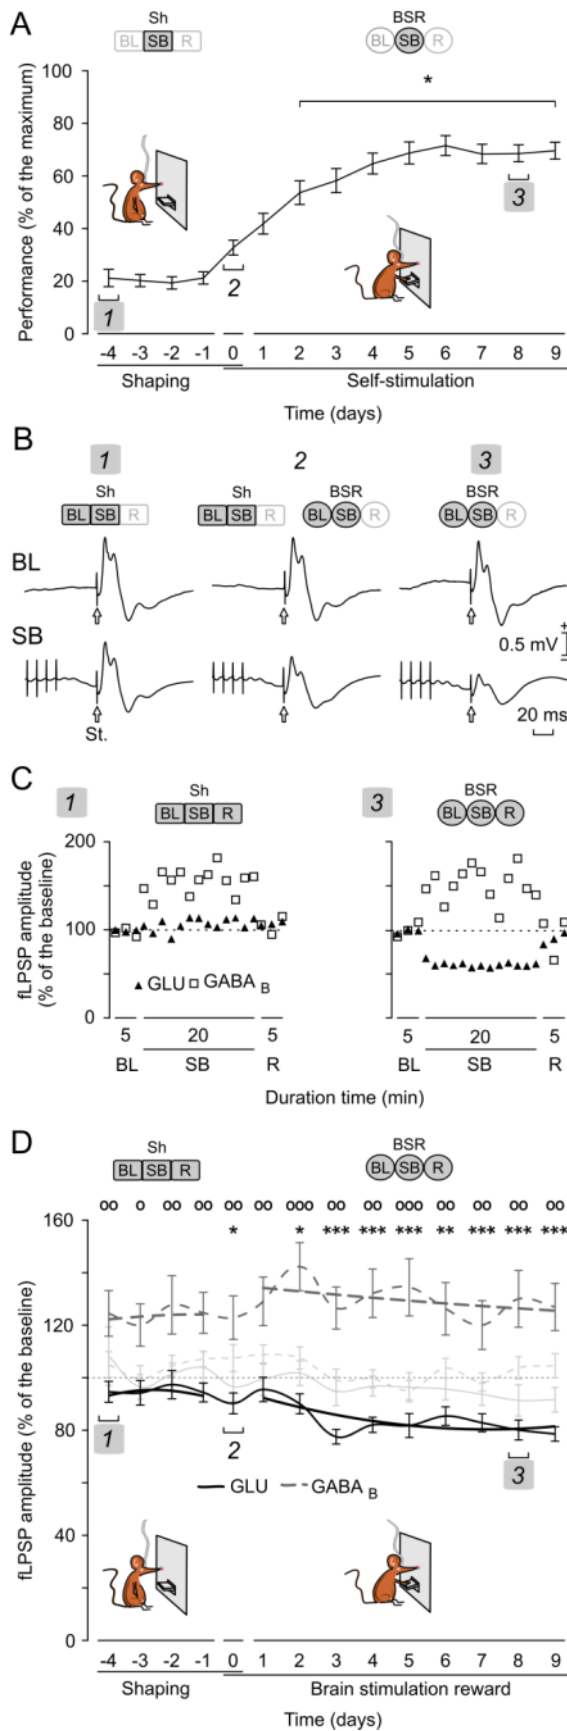 A
Sh
BL SB R
BSR
BL SB R
Performance (% of the maximum)
100
80
60
40
20
0
*
1
2
3
-4 -3 -2 -1 0 1 2 3 4 5 6 7 8 9
Shaping Self-stimulation
Time (days)
B
1 2 3
Sh Sh BSR BSR
BL SB R BL SB R BL SB R BL SB R
BL
SB
+
0.5 mV
–
20 ms
St.
C
1 3
Sh BSR
BL SB R BL SB R
fLPSP amplitude
(% of the baseline)
200
100
0
GLU GABA B
5 20 5 5 20 5
BL SB R BL SB R
Duration time (min)
D
Sh BSR
BL SB R BL SB R
oo o oo oo oo oo ooo oo oo ooo oo oo oo oo
* * *** *** *** ** *** *** ***
fLPSP amplitude (% of the baseline)
160
120
80
40
0
1
2
3
GLU GABA B
-4 -3 -2 -1 0 1 2 3 4 5 6 7 8 9
Shaping Brain stimulation reward
Time (days)